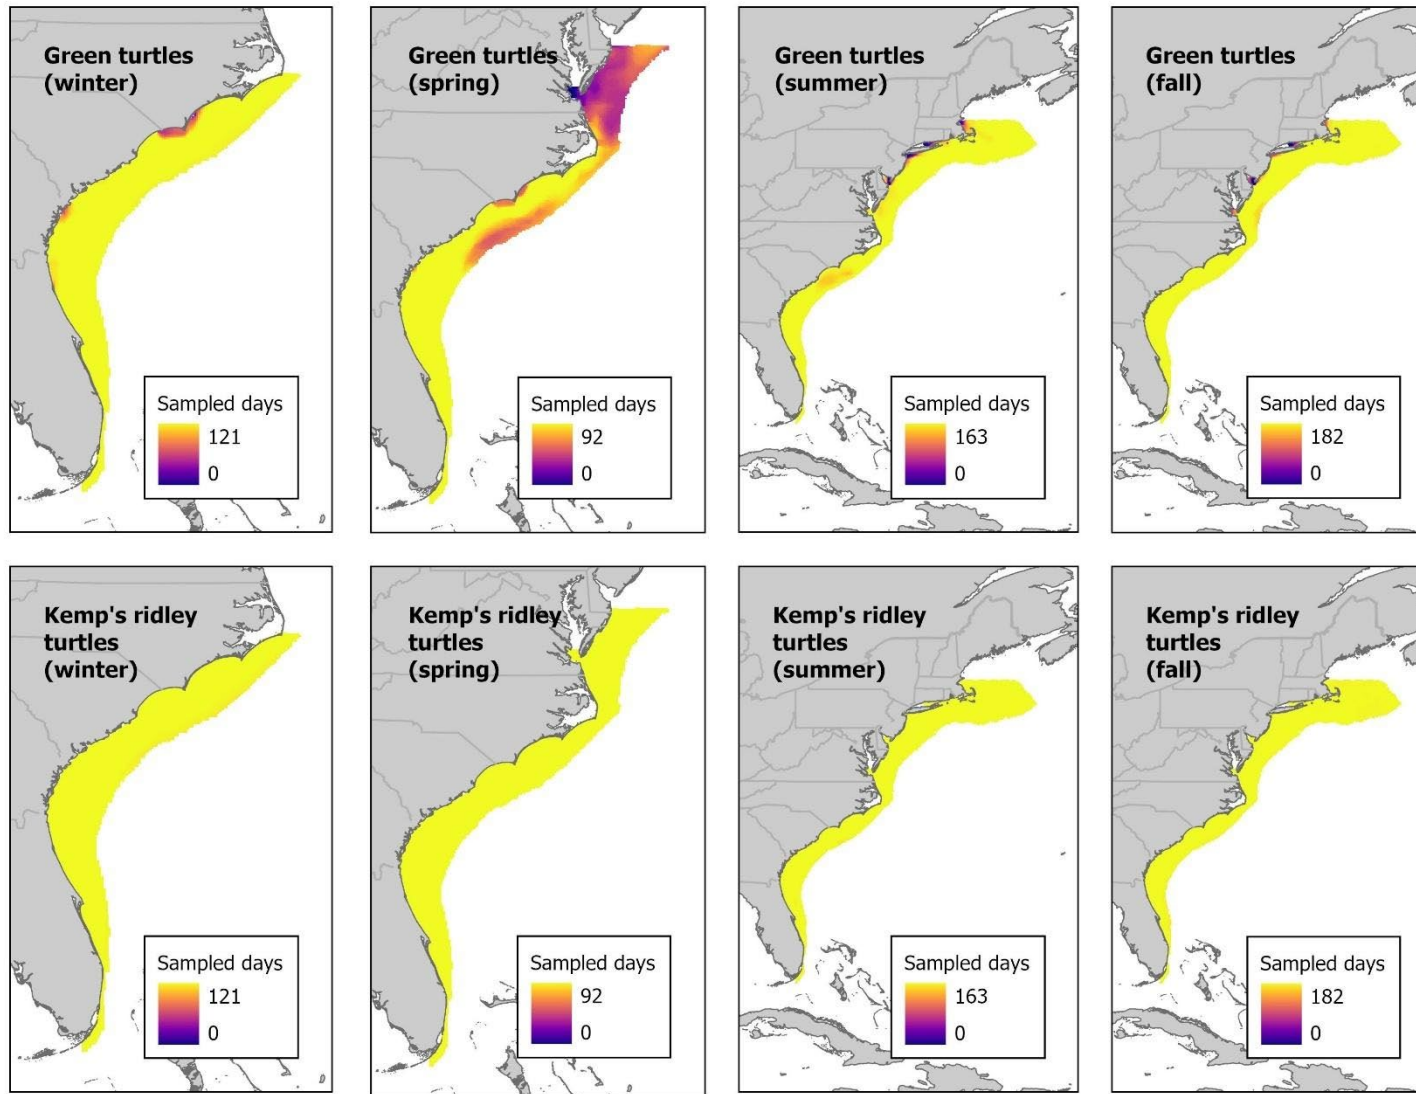 Green turtles
(winter)
Sampled days
121
0
Green turtles
(spring)
Sampled days
92
0
Green turtles
(summer)
Sampled days
163
0
Green turtles
(fall)
Sampled days
182
0
Kemp's ridley
turtles
(winter)
Sampled days
121
0
Kemp's ridley
turtles
(spring)
Sampled days
92
0
Kemp's ridley
turtles
(summer)
Sampled days
163
0
Kemp's ridley
turtles
(fall)
Sampled days
182
0